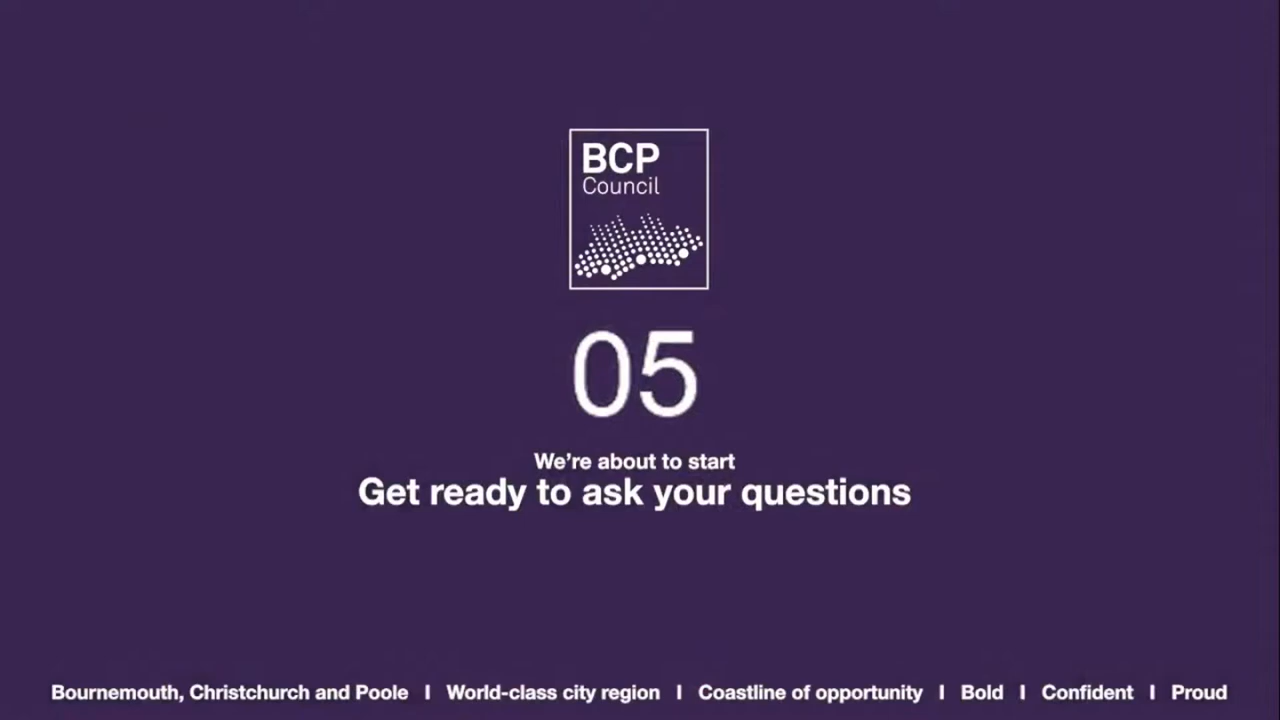 BCP
Council
05
We're about to start
Get ready to ask your questions
Bournemouth, Christchurch and Poole I World-class city region I Coastline of opportunity I Bold I Confident I Proud